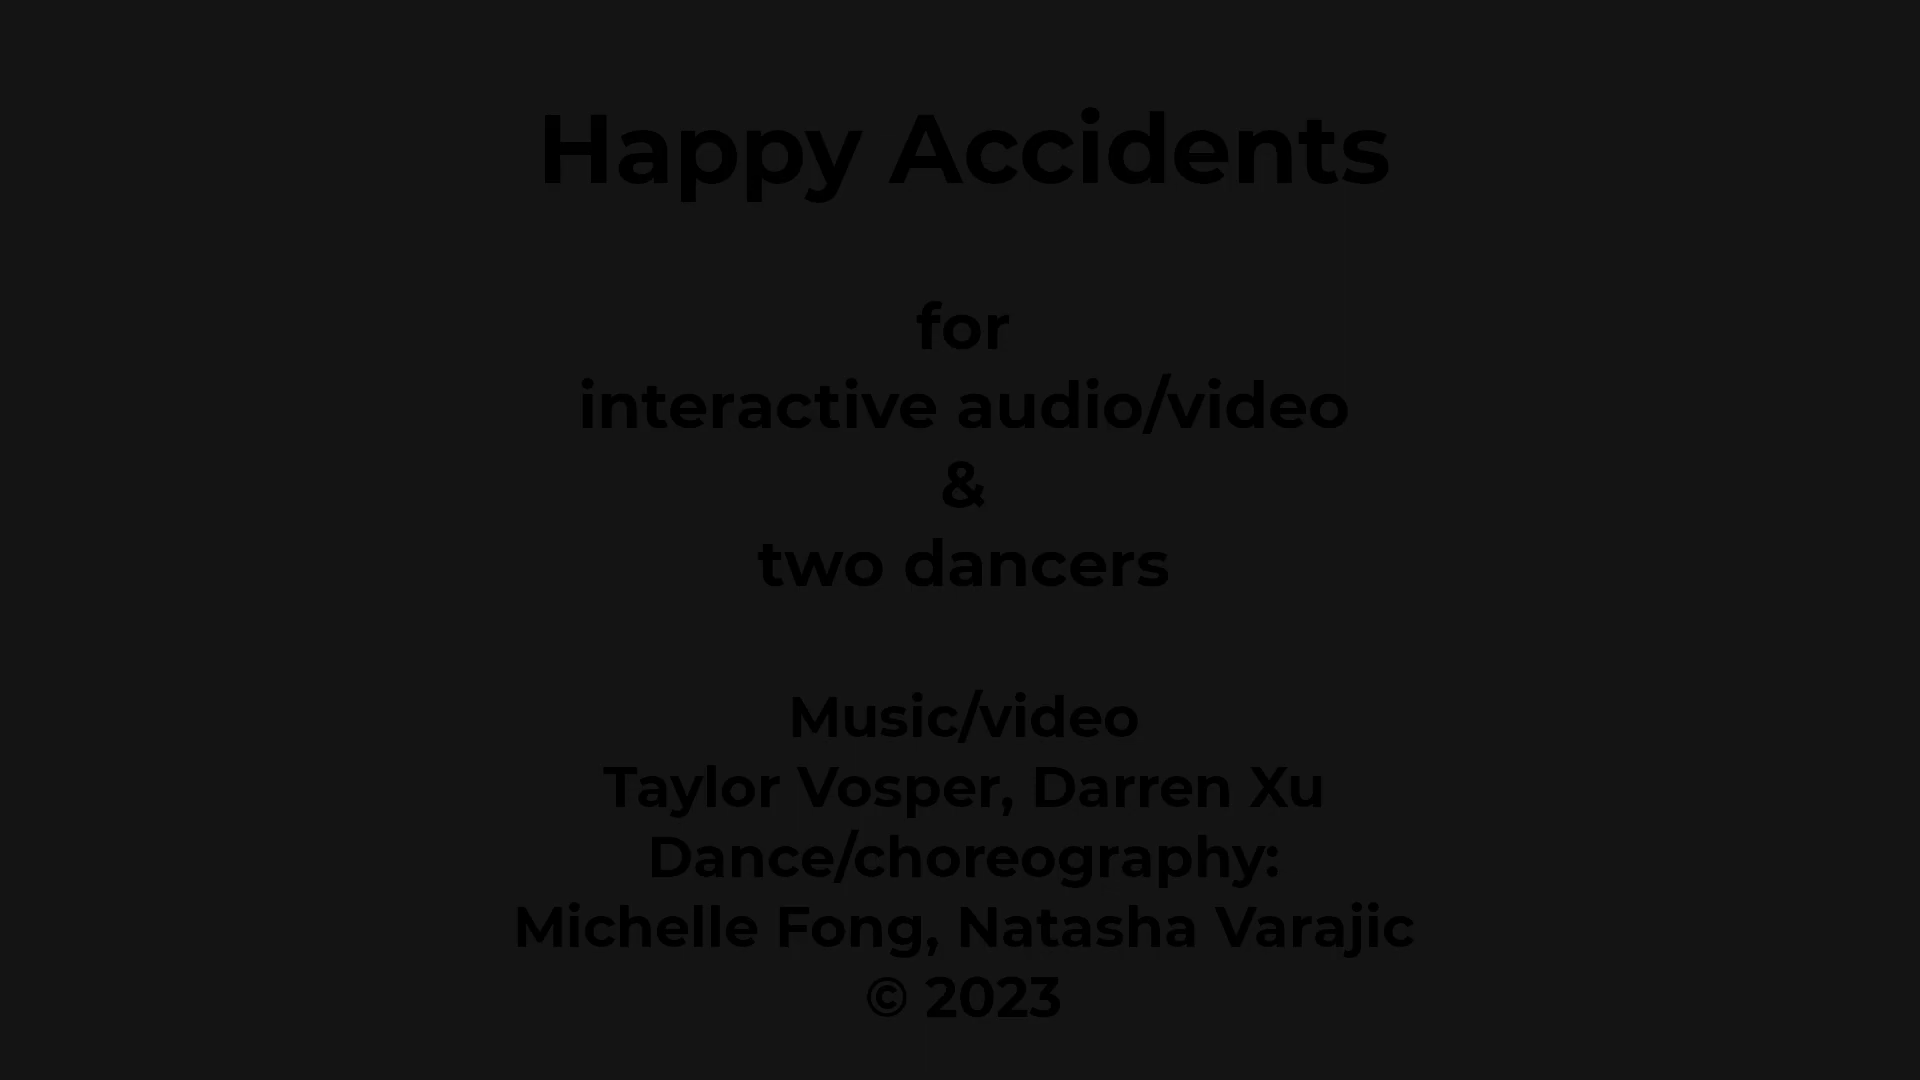 Happy Accidents
for
interactive audio/video
&
two dancers
Music/video
Taylor Vosper, Darren Xu
Dance/choreography:
Michelle Fong, Natasha Varajic
© 2023